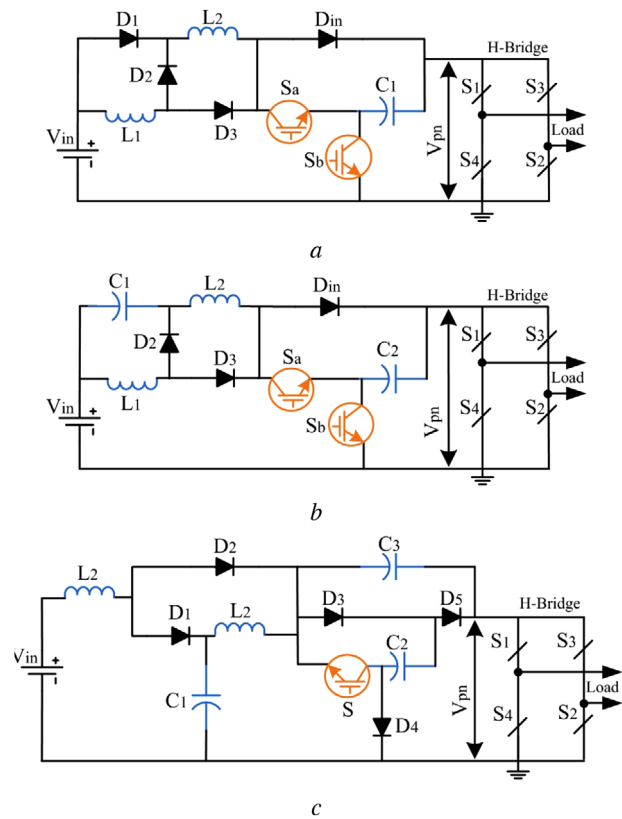 D1 L2 Din H-Bridge
D2 Sa C1 S1 S3
Vin + - L1 D3 Sb Vpn Load
S4 S2
a
C1 L2 Din H-Bridge
D2 D3 Sa C2 S1 S3
Vin + - L1 Sb Vpn Load
S4 S2
b
D2 C3
L2 D1 L2 D3 D5 H-Bridge
Vin + - C1 S C2 S1 S3
D4 Vpn S4 S2 Load
c